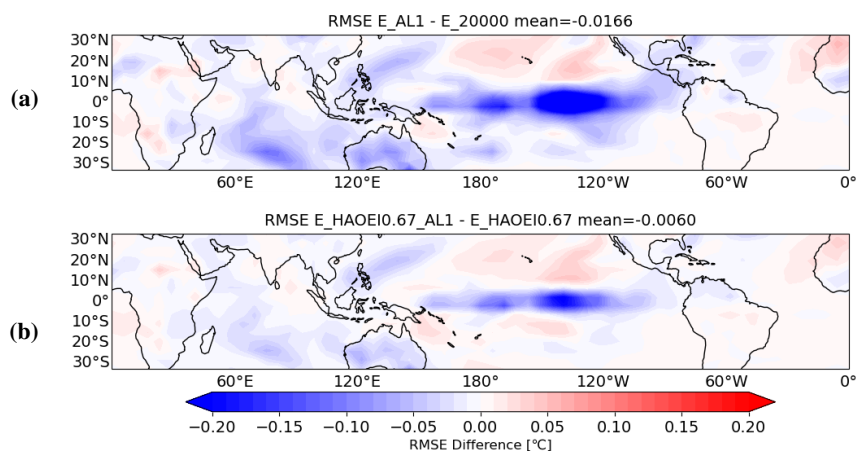 RMSE E_AL1 - E_20000 mean=-0.0166
(a)
30°N
20°N
10°N
0°
10°S
20°S
30°S
60°E 120°E 180° 120°W 60°W 0°
RMSE E_HAOEI0.67_AL1 - E_HAOEI0.67 mean=-0.0060
(b)
30°N
20°N
10°N
0°
10°S
20°S
30°S
60°E 120°E 180° 120°W 60°W 0°
−0.20 −0.15 −0.10 −0.05 0.00 0.05 0.10 0.15 0.20
RMSE Difference [℃]